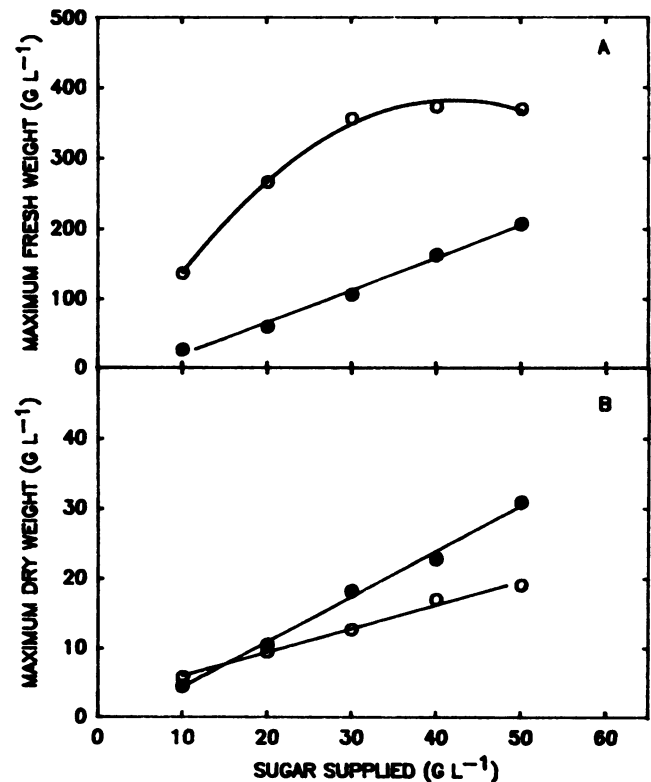 500
A
400
300
200
100
0
MAXIMUM FRESH WEIGHT (G L⁻¹)
B
40
30
20
10
0
MAXIMUM DRY WEIGHT (G L⁻¹)
0 10 20 30 40 50 60
SUGAR SUPPLIED (G L⁻¹)